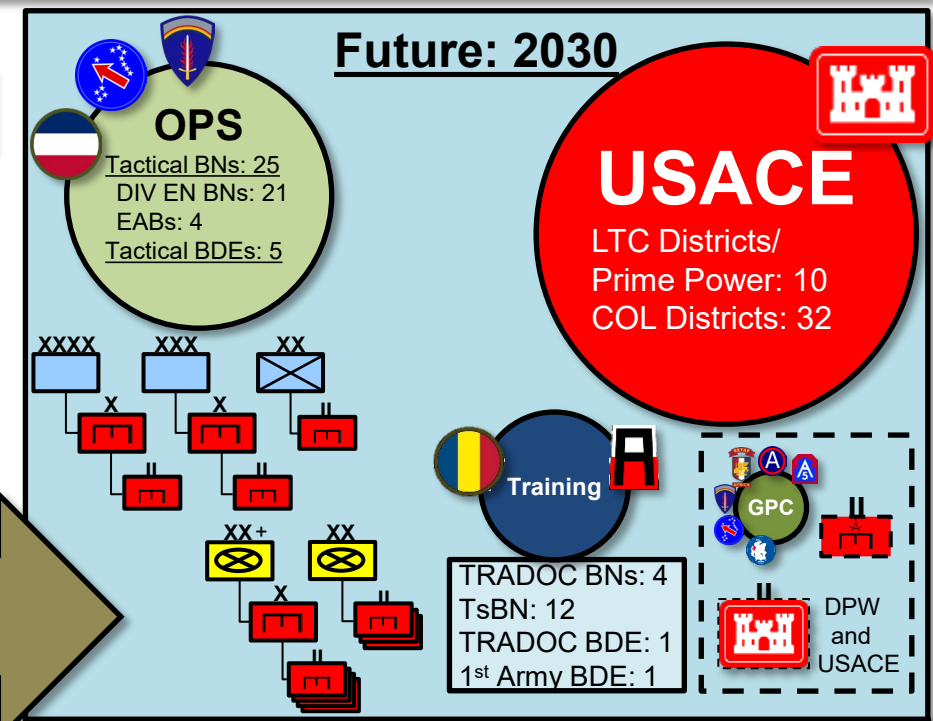 Future: 2030
OPS
Tactical BNs: 25
DIV EN BNs: 21
EABs: 4
Tactical BDEs: 5
USACE
LTC Districts/
Prime Power: 10
COL Districts: 32
XXXX
XXX
XX
X
X
II
II
II
XX+
XX
X
II
II
Training
A
TRADOC BNs: 4
TsBN: 12
TRADOC BDE: 1
1st Army BDE: 1
A
A
5
GPC
II
A
II
DPW
and
USACE